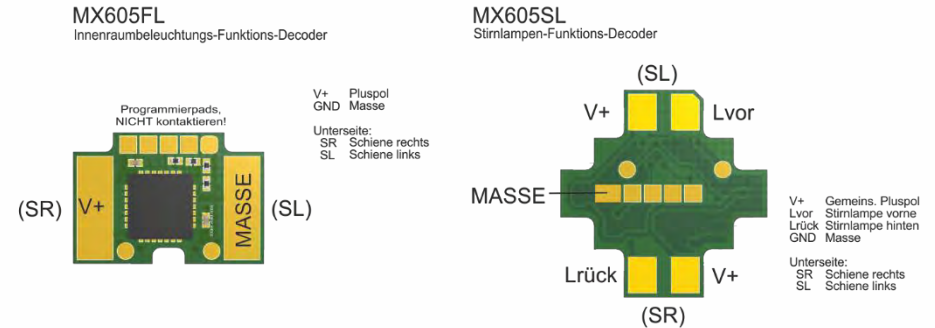 MX605FL
Innenraumbeleuchtungs-Funktions-Decoder
Programmierpads,
NICHT kontaktieren!
(SR)
V+
MASSE
(SL)
V+ Pluspol
GND Masse
Unterseite:
SR Schiene rechts
SL Schiene links
MX605SL
Stirnlampen-Funktions-Decoder
(SL)
V+
Lvor
MASSE
Lrück
V+
(SR)
V+ Gemeins. Pluspol
Lvor Stirnlampe vorne
Lrück Stirnlampe hinten
GND Masse
Unterseite:
SR Schiene rechts
SL Schiene links